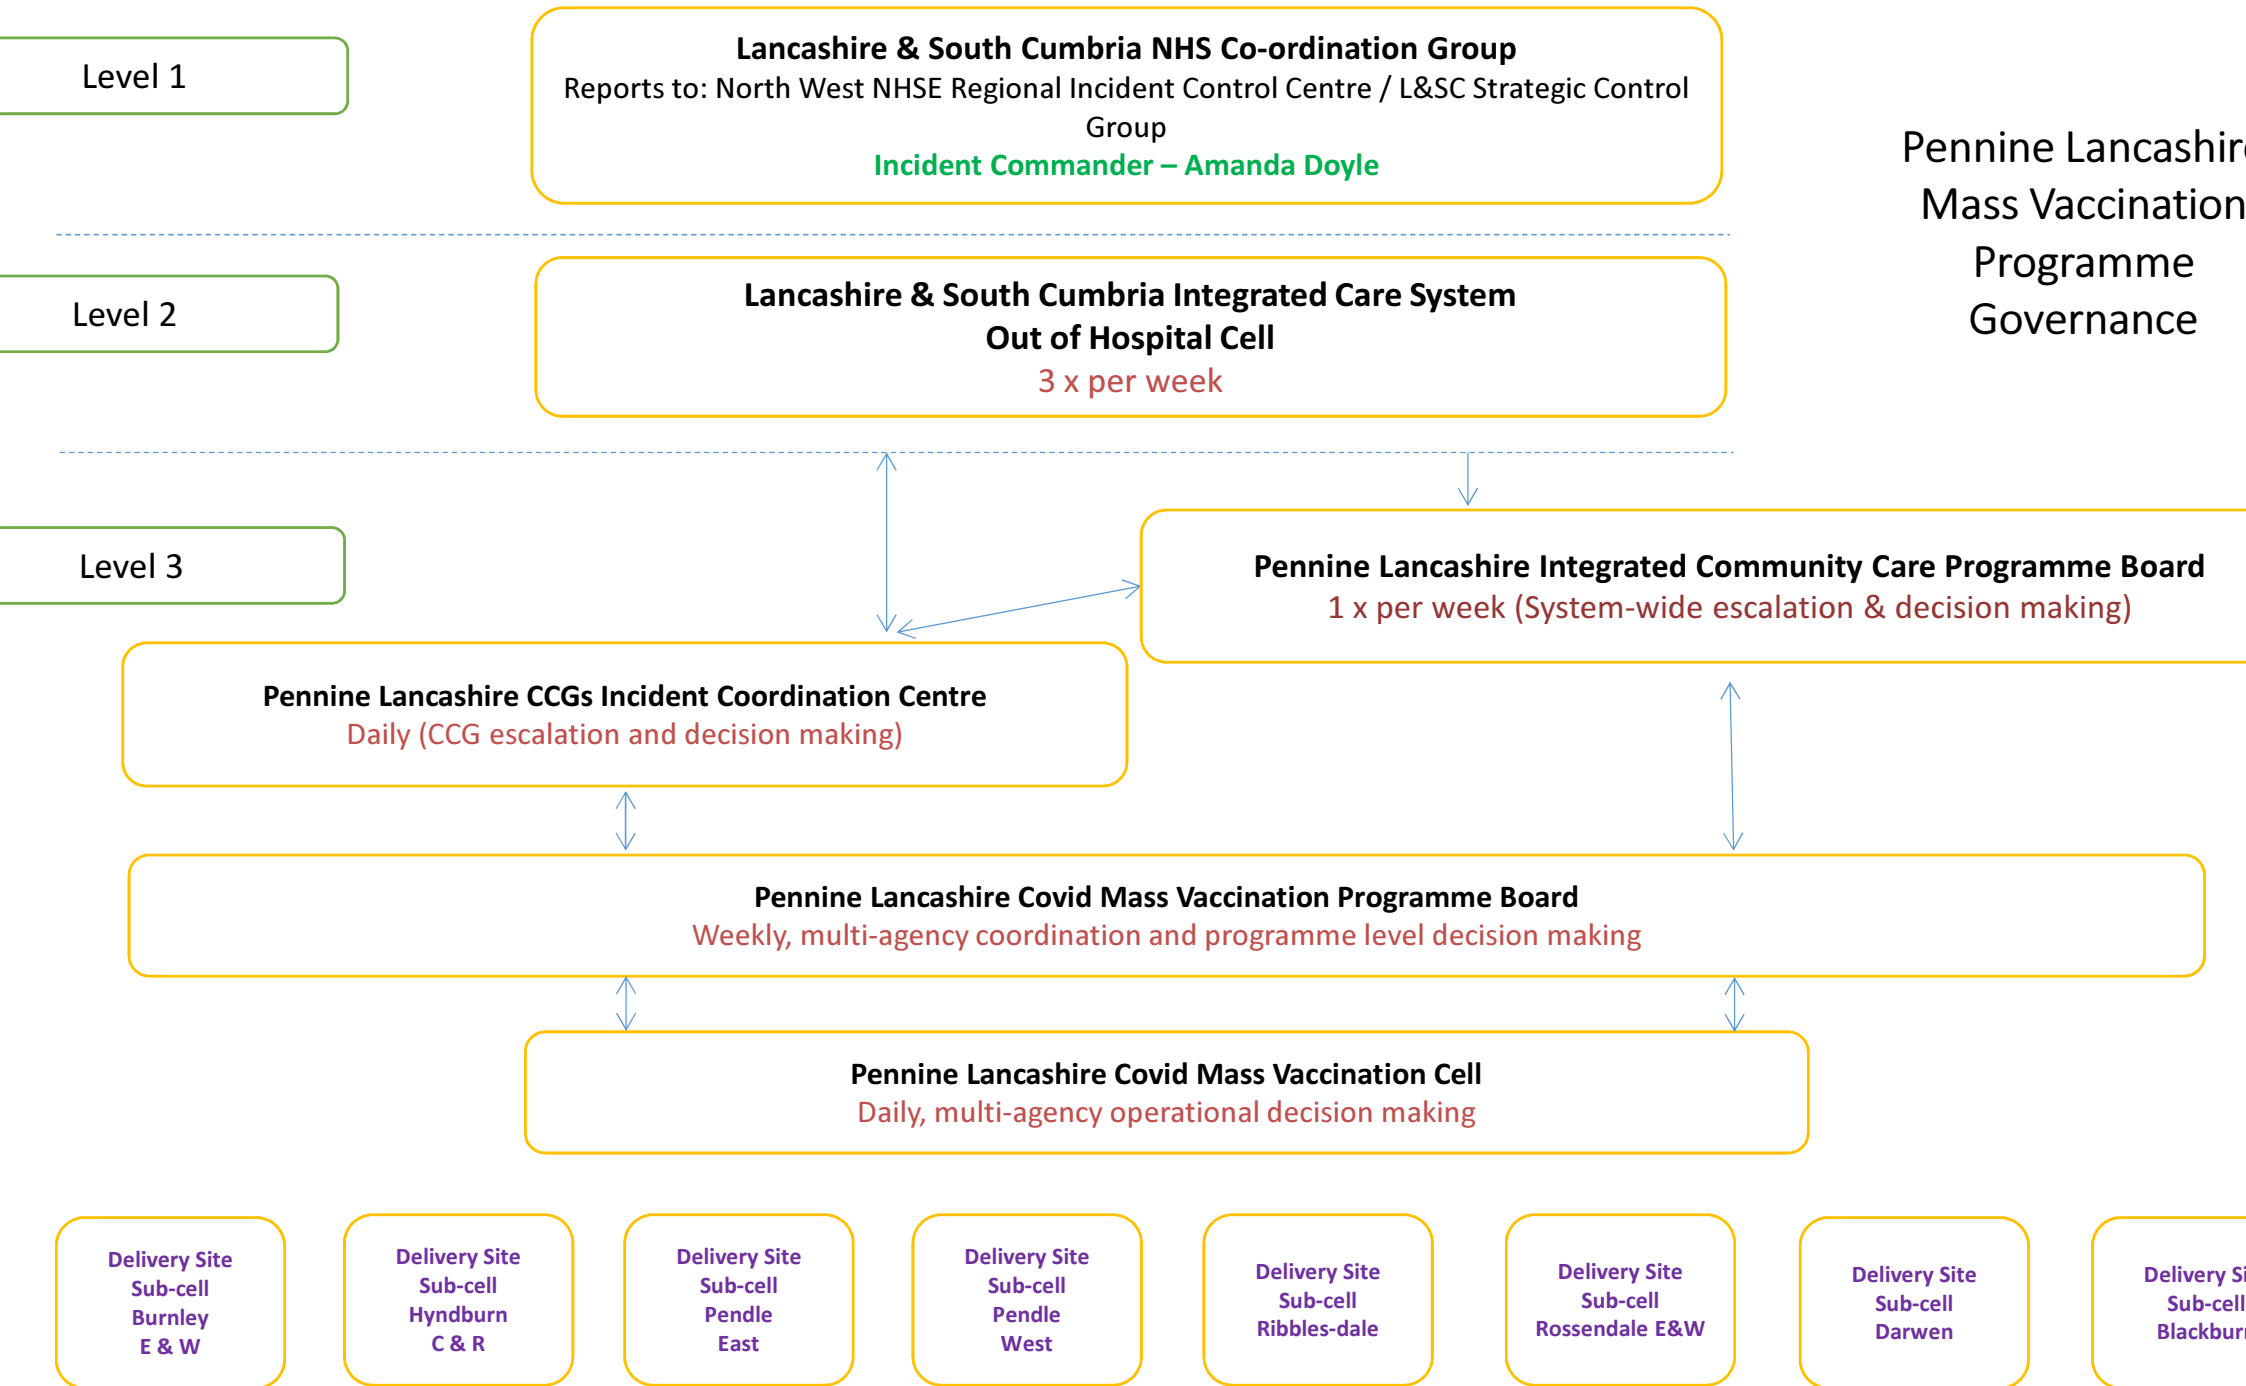 Level 1
Lancashire & South Cumbria NHS Co-ordination Group
Reports to: North West NHSE Regional Incident Control Centre / L&SC Strategic Control
Group
Incident Commander – Amanda Doyle
Pennine Lancashire
Mass Vaccination
Programme
Governance
Level 2
Lancashire & South Cumbria Integrated Care System
Out of Hospital Cell
3 x per week
Level 3
Pennine Lancashire Integrated Community Care Programme Board
1 x per week (System-wide escalation & decision making)
Pennine Lancashire CCGs Incident Coordination Centre
Daily (CCG escalation and decision making)
Pennine Lancashire Covid Mass Vaccination Programme Board
Weekly, multi-agency coordination and programme level decision making
Pennine Lancashire Covid Mass Vaccination Cell
Daily, multi-agency operational decision making
Delivery Site
Sub-cell
Burnley
E & W
Delivery Site
Sub-cell
Hyndburn
C & R
Delivery Site
Sub-cell
Pendle
East
Delivery Site
Sub-cell
Pendle
West
Delivery Site
Sub-cell
Ribbles-dale
Delivery Site
Sub-cell
Rossendale E&W
Delivery Site
Sub-cell
Darwen
Delivery Si
Sub-cell
Blackburn